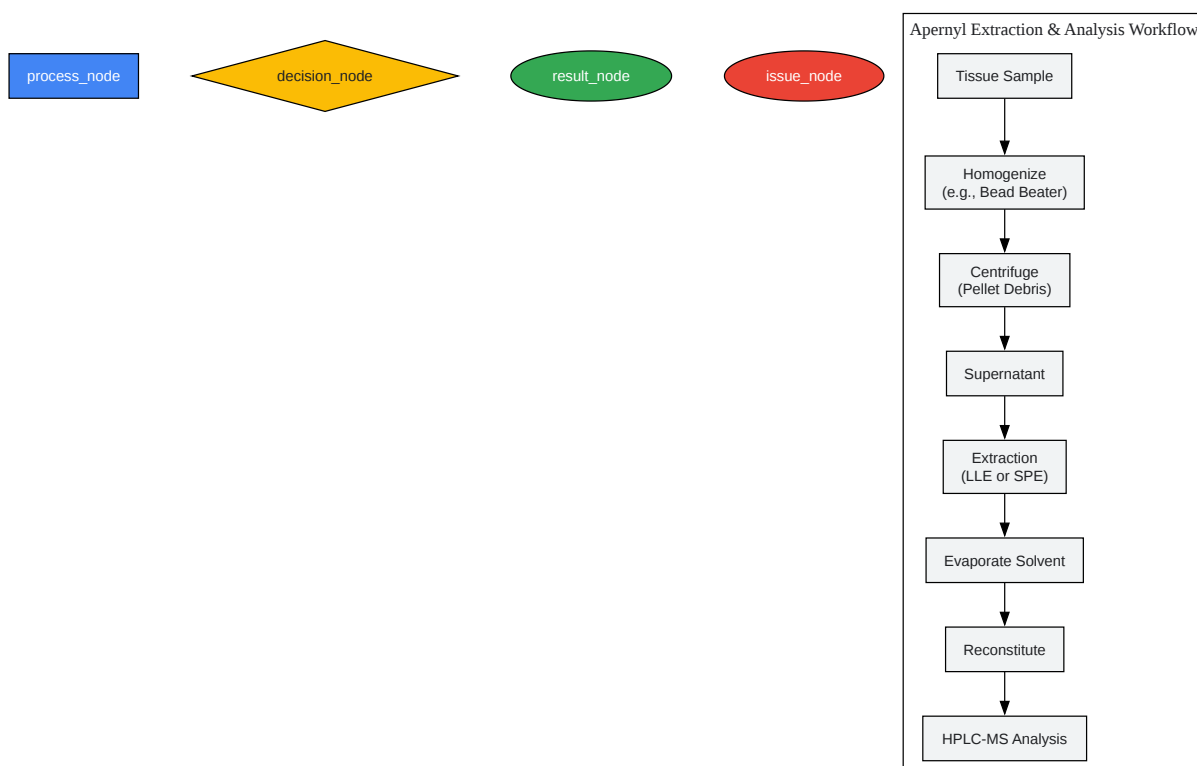 Apernyl Extraction & Analysis Workflow
process_node
decision_node
result_node
issue_node
Tissue Sample
Homogenize
(e.g., Bead Beater)
Centrifuge
(Pellet Debris)
Supernatant
Extraction
(LLE or SPE)
Evaporate Solvent
Reconstitute
HPLC-MS Analysis